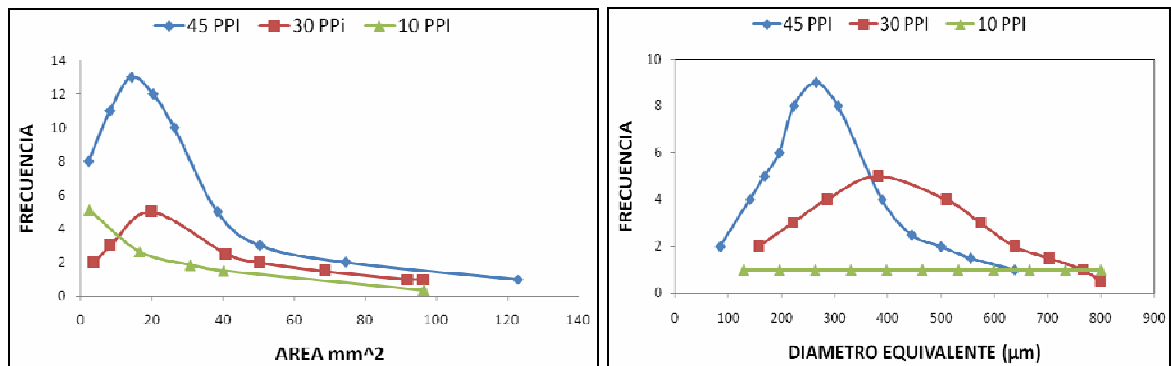 45 PPI 30 PPi 10 PPI
FRECUENCIA
14
12
10
8
6
4
2
0
0 20 40 60 80 100 120 140
AREA mm^2
45 PPI 30 PPI 10 PPI
FRECUENCIA
10
8
6
4
2
0
0 100 200 300 400 500 600 700 800 900
DIAMETRO EQUIVALENTE (µm)